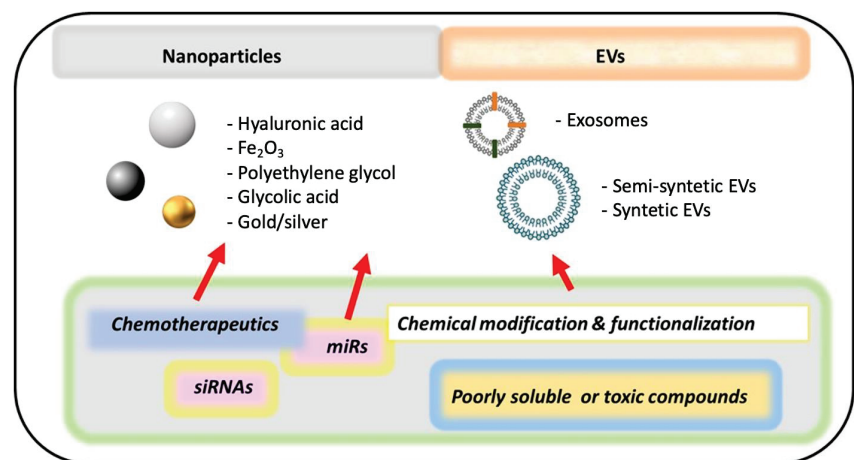 Nanoparticles
EVs
- Hyaluronic acid
- Fe₂O₃
- Polyethylene glycol
- Glycolic acid
- Gold/silver
- Exosomes
- Semi-syntetic EVs
- Syntetic EVs
Chemotherapeutics
miRs
siRNAs
Chemical modification & functionalization
Poorly soluble or toxic compounds